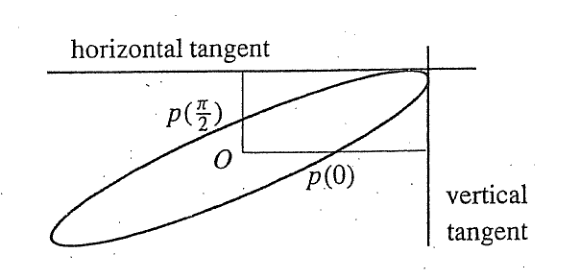 horizontal tangent
p(π/2)
O
p(0)
vertical
tangent